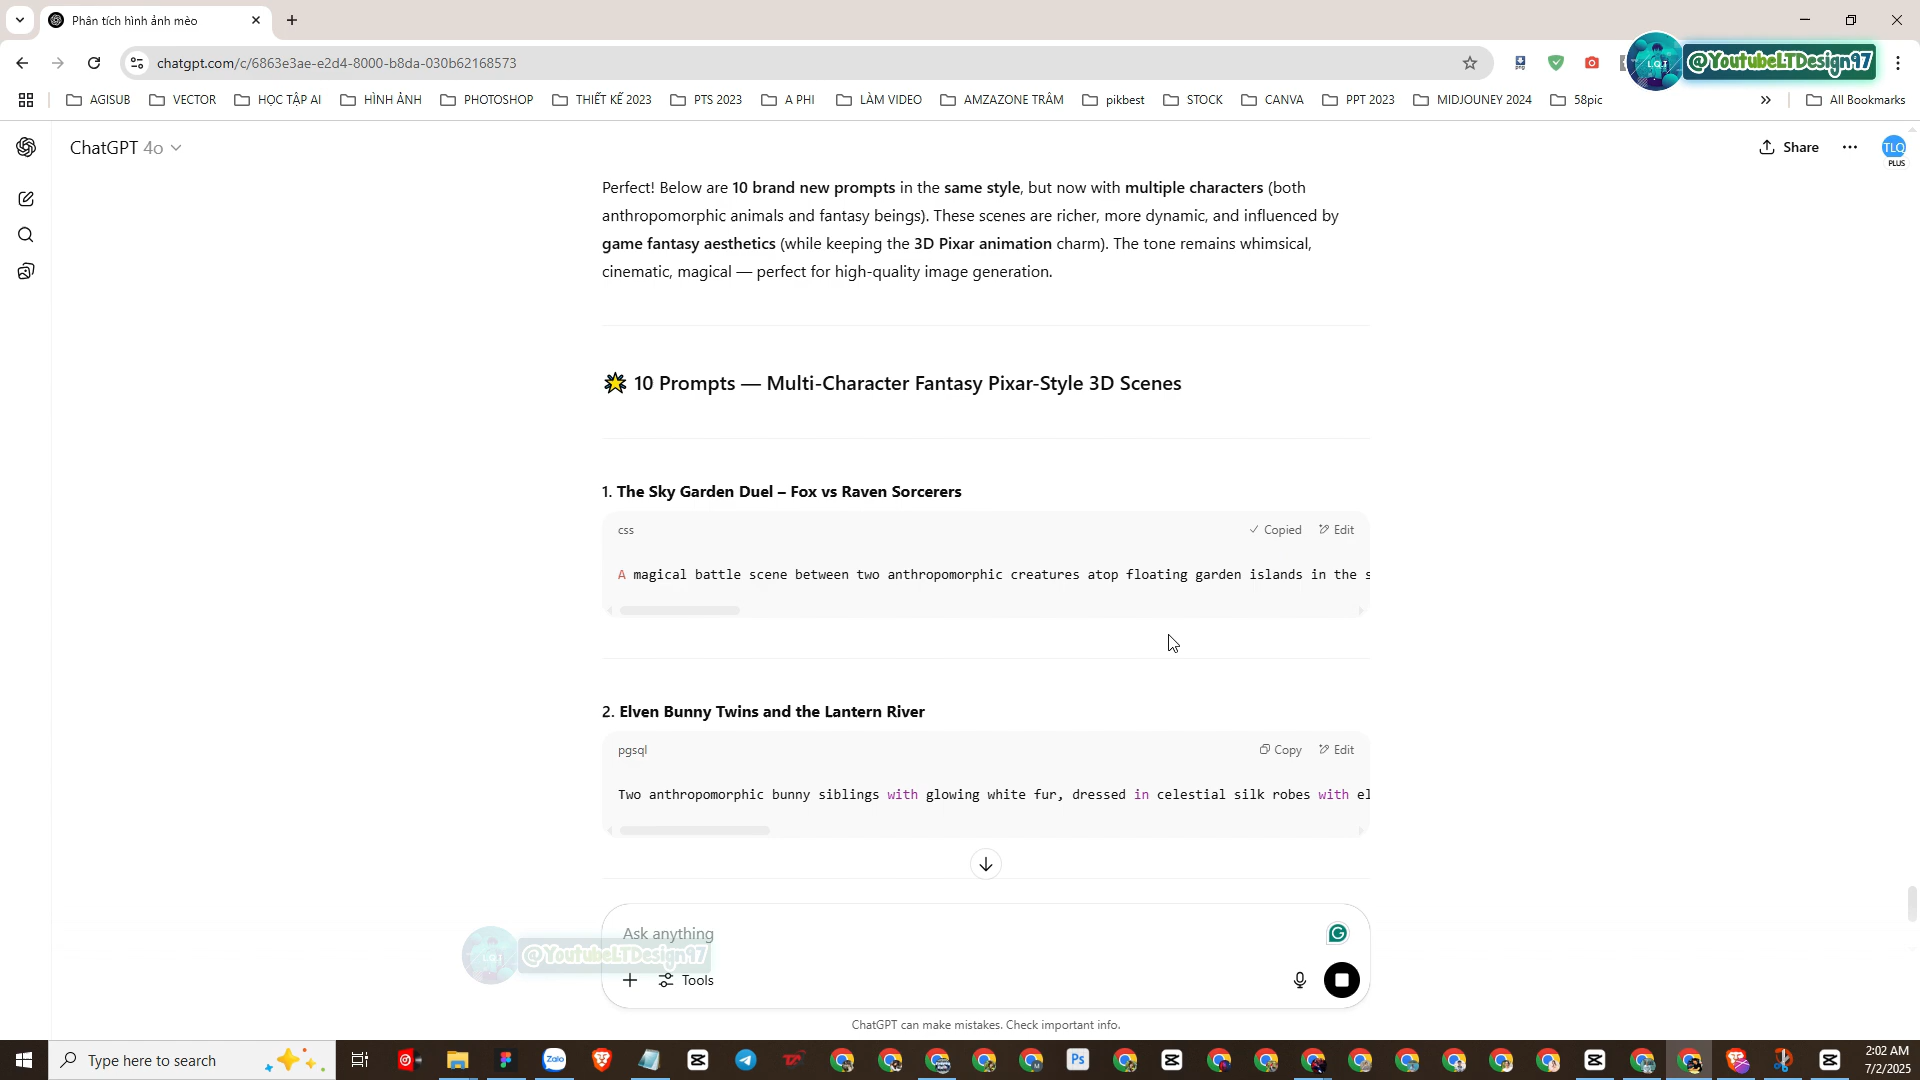 Phân tích hình ảnh mèo
chatgpt.com/c/6863e3ae-e2d4-8000-b8da-030b62168573
@YoutubeLTDesign97
AGISUB
VECTOR
HỌC TẬP AI
HÌNH ẢNH
PHOTOSHOP
THIẾT KẾ 2023
PTS 2023
A PHI
LÀM VIDEO
AMZAZONE TRÂM
pikbest
STOCK
CANVA
PPT 2023
MIDJOUNEY 2024
58pic
All Bookmarks
ChatGPT 4o
Share
TLQ
PLUS
Perfect! Below are 10 brand new prompts in the same style, but now with multiple characters (both
anthropomorphic animals and fantasy beings). These scenes are richer, more dynamic, and influenced by
game fantasy aesthetics (while keeping the 3D Pixar animation charm). The tone remains whimsical,
cinematic, magical — perfect for high-quality image generation.
10 Prompts — Multi-Character Fantasy Pixar-Style 3D Scenes
1. The Sky Garden Duel – Fox vs Raven Sorcerers
css
Copied
Edit
A magical battle scene between two anthropomorphic creatures atop floating garden islands in the s
2. Elven Bunny Twins and the Lantern River
pgsql
Copy
Edit
Two anthropomorphic bunny siblings with glowing white fur, dressed in celestial silk robes with el
Ask anything
@YoutubeLTDesign97
Tools
ChatGPT can make mistakes. Check important info.
Type here to search
Zalo
Ps
2:02 AM
7/2/2025